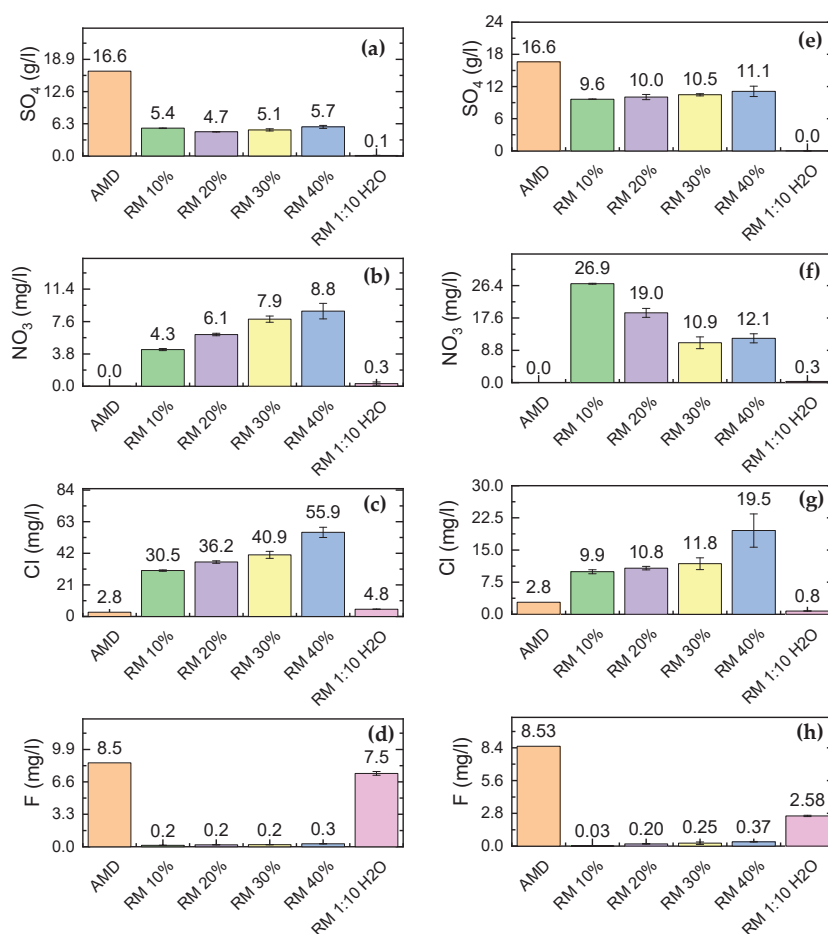 (a)
SO4 (g/l)
18.9
12.6
6.3
0.0
16.6
5.4
4.7
5.1
5.7
0.1
AMD
RM 10%
RM 20%
RM 30%
RM 40%
RM 1:10 H2O
(b)
NO3 (mg/l)
11.4
7.6
3.8
0.0
0.0
4.3
6.1
7.9
8.8
0.3
AMD
RM 10%
RM 20%
RM 30%
RM 40%
RM 1:10 H2O
(c)
Cl (mg/l)
84
63
42
21
0
2.8
30.5
36.2
40.9
55.9
4.8
AMD
RM 10%
RM 20%
RM 30%
RM 40%
RM 1:10 H2O
(d)
F (mg/l)
9.9
6.6
3.3
0.0
8.5
0.2
0.2
0.2
0.3
7.5
AMD
RM 10%
RM 20%
RM 30%
RM 40%
RM 1:10 H2O
(e)
SO4 (g/l)
24
18
12
6
0
16.6
9.6
10.0
10.5
11.1
0.0
AMD
RM 10%
RM 20%
RM 30%
RM 40%
RM 1:10 H2O
(f)
NO3 (mg/l)
26.4
17.6
8.8
0.0
0.0
26.9
19.0
10.9
12.1
0.3
AMD
RM 10%
RM 20%
RM 30%
RM 40%
RM 1:10 H2O
(g)
Cl (mg/l)
30.0
22.5
15.0
7.5
0.0
2.8
9.9
10.8
11.8
19.5
0.8
AMD
RM 10%
RM 20%
RM 30%
RM 40%
RM 1:10 H2O
(h)
F (mg/l)
8.4
5.6
2.8
0.0
8.53
0.03
0.20
0.25
0.37
2.58
AMD
RM 10%
RM 20%
RM 30%
RM 40%
RM 1:10 H2O